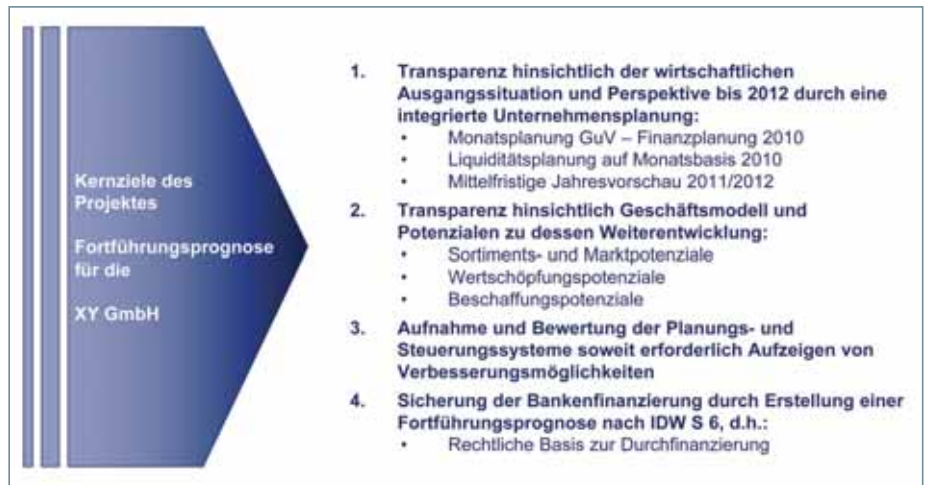 Kernziele des
Projektes
Fortführungsprognose
für die
XY GmbH
1. Transparenz hinsichtlich der wirtschaftlichen
Ausgangssituation und Perspektive bis 2012 durch eine
integrierte Unternehmensplanung:
• Monatsplanung GuV – Finanzplanung 2010
• Liquiditätsplanung auf Monatsbasis 2010
• Mittelfristige Jahresvorschau 2011/2012
2. Transparenz hinsichtlich Geschäftsmodell und
Potenzialen zu dessen Weiterentwicklung:
• Sortiments- und Marktpotenziale
• Wertschöpfungspotenziale
• Beschaffungspotenziale
3. Aufnahme und Bewertung der Planungs- und
Steuerungssysteme soweit erforderlich Aufzeigen von
Verbesserungsmöglichkeiten
4. Sicherung der Bankenfinanzierung durch Erstellung einer
Fortführungsprognose nach IDW S 6, d.h.:
• Rechtliche Basis zur Durchfinanzierung